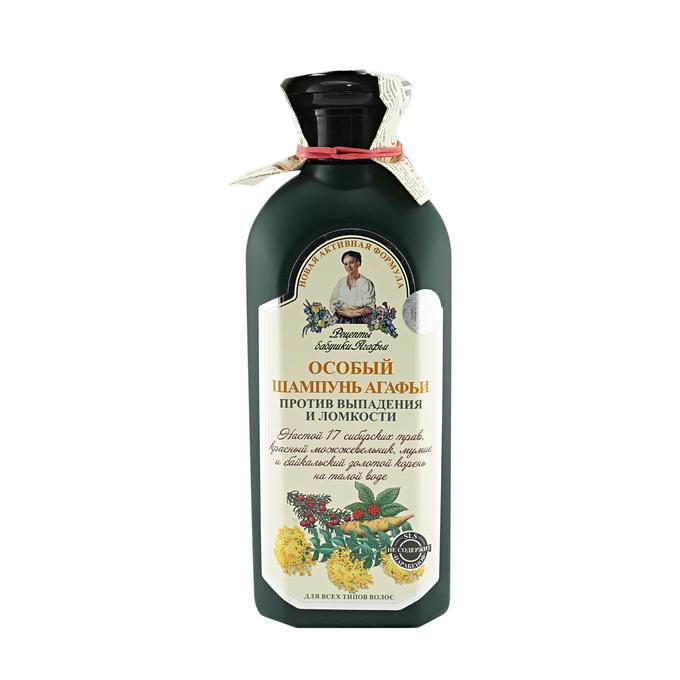 НОВАЯ АКТИВНАЯ ФОРМУЛА
Рецепты
бабушки Агафьи
ОСОБЫЙ
ШАМПУНЬ АГАФЬИ
ПРОТИВ ВЫПАДЕНИЯ
И ЛОМКОСТИ
Настой 17 сибирских трав,
красный можжевельник, мумие
и байкальский золотой корень
на талой воде
SLS
НЕ СОДЕРЖИТ
ПАРАБЕНОВ
ДЛЯ ВСЕХ ТИПОВ ВОЛОС